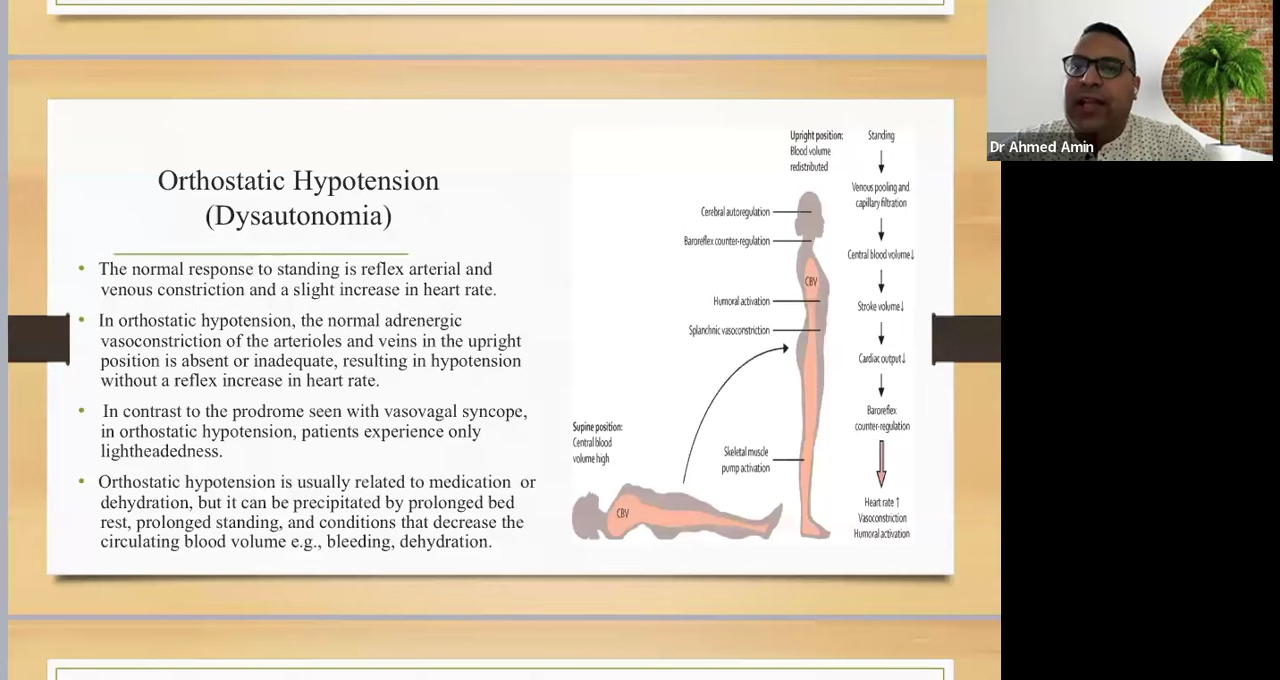 Orthostatic Hypotension
(Dysautonomia)
• The normal response to standing is reflex arterial and
venous constriction and a slight increase in heart rate.
• In orthostatic hypotension, the normal adrenergic
vasoconstriction of the arterioles and veins in the upright
position is absent or inadequate, resulting in hypotension
without a reflex increase in heart rate.
• In contrast to the prodrome seen with vasovagal syncope,
in orthostatic hypotension, patients experience only
lightheadedness.
• Orthostatic hypotension is usually related to medication or
dehydration, but it can be precipitated by prolonged bed
rest, prolonged standing, and conditions that decrease the
circulating blood volume e.g., bleeding, dehydration.
Upright position:
Blood volume
redistributed
Cerebral autoregulation
Baroreflex counter-regulation
CBV
Humoral activation
Splanchnic vasoconstriction
Skeletal muscle
pump activation
Supine position:
Central blood
volume high
CBV
Standing
Venous pooling and
capillary filtration
Central blood volume↓
Stroke volume↓
Cardiac output↓
Baroreflex
counter-regulation
Heart rate ↑
Vasoconstriction
Humoral activation
Dr Ahmed Amin